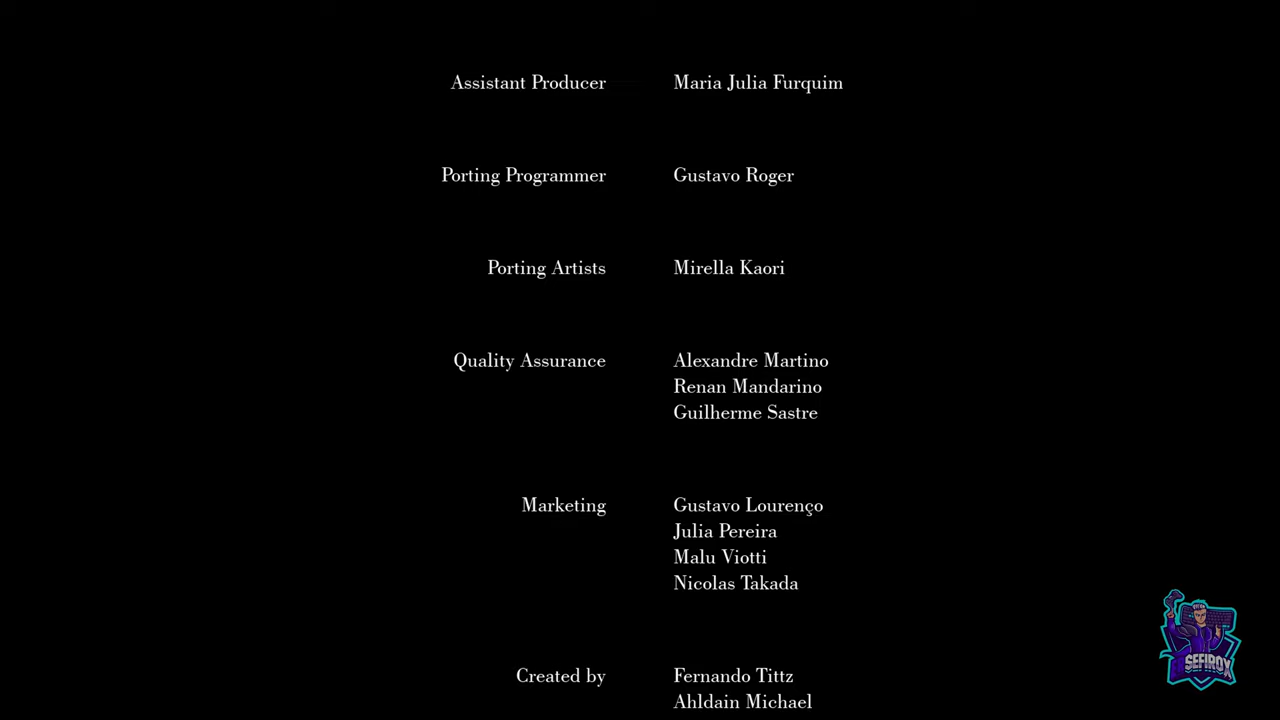 Assistant Producer Maria Julia Furquim
Porting Programmer Gustavo Roger
Porting Artists Mirella Kaori
Quality Assurance Alexandre Martino
Renan Mandarino
Guilherme Sastre
Marketing Gustavo Lourenço
Julia Pereira
Malu Viotti
Nicolas Takada
Created by Fernando Tittz
Ahldain Michael
SEFIROX